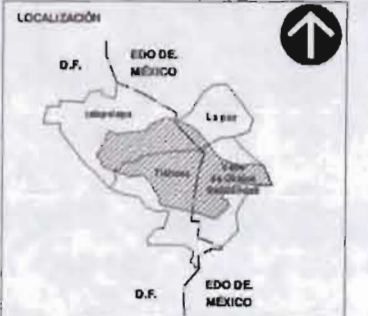 LOCALIZACIÓN
D.F.
EDO DE.
MÉXICO
Iztapalapa
La paz
Tláhuac
Valle
de Chalco
Solidaridad
D.F.
EDO DE.
MÉXICO